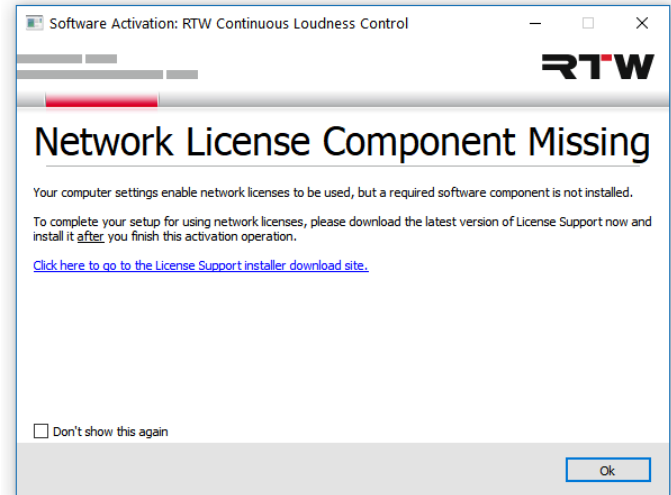 Software Activation: RTW Continuous Loudness Control
RTW
Network License Component Missing
Your computer settings enable network licenses to be used, but a required software component is not installed.
To complete your setup for using network licenses, please download the latest version of License Support now and
install it after you finish this activation operation.
Click here to go to the License Support installer download site.
Don't show this again
Ok